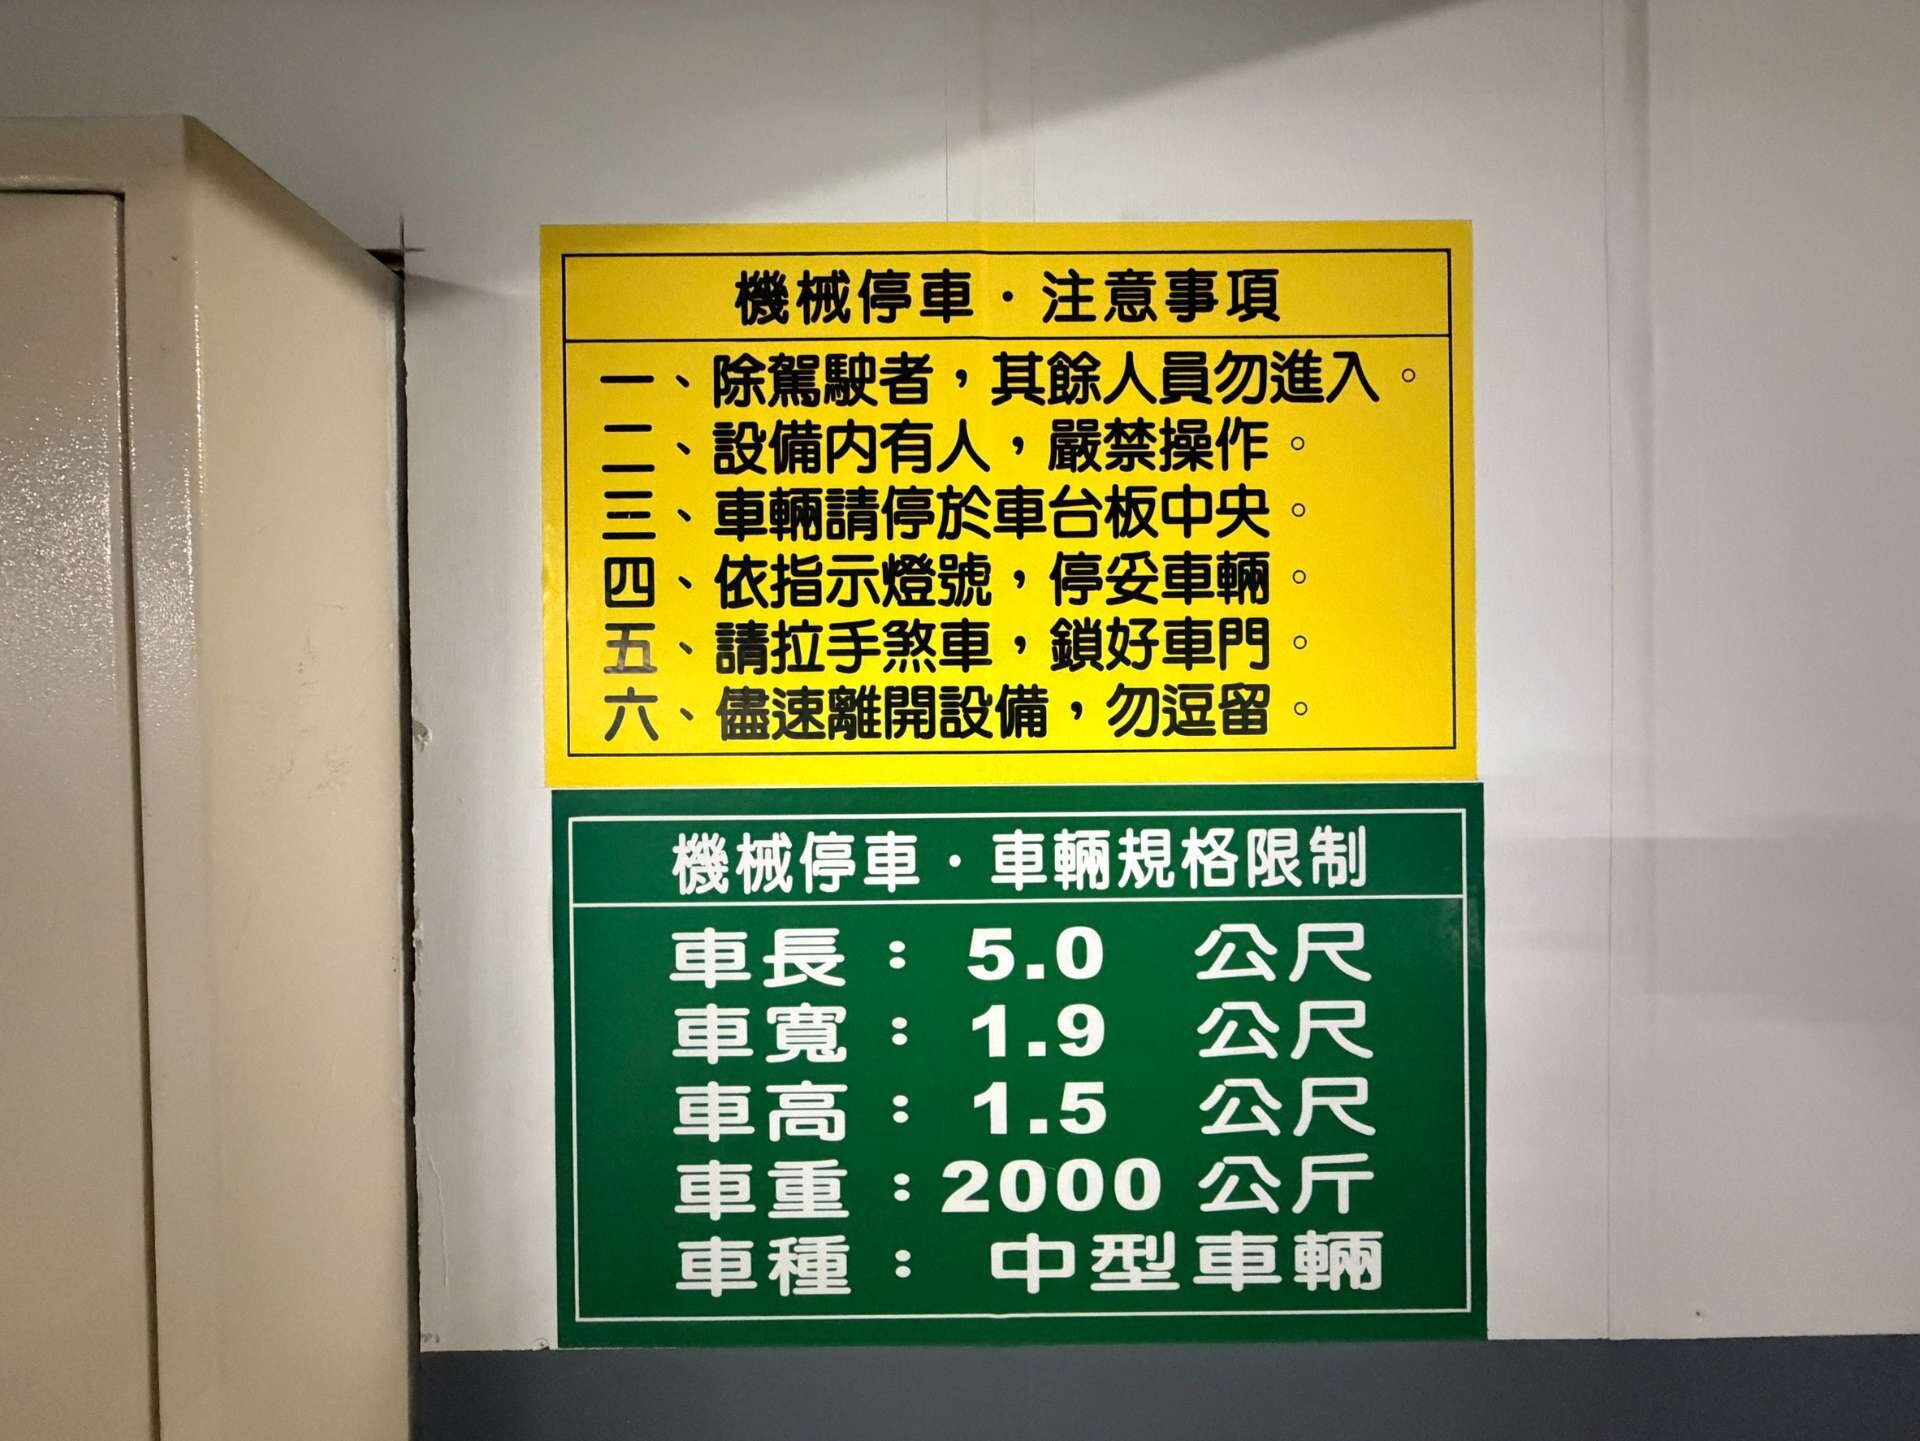 機械停車·注意事項
一、除駕駛者，其餘人員勿進入。
二、設備內有人，嚴禁操作。
三、車輛請停於車台板中央。
四、依指示燈號，停妥車輛。
五、請拉手煞車，鎖好車門。
六、儘速離開設備，勿逗留。
機械停車·車輛規格限制
車長：5.0 公尺
車寬：1.9 公尺
車高：1.5 公尺
車重：2000 公斤
車種：中型車輛